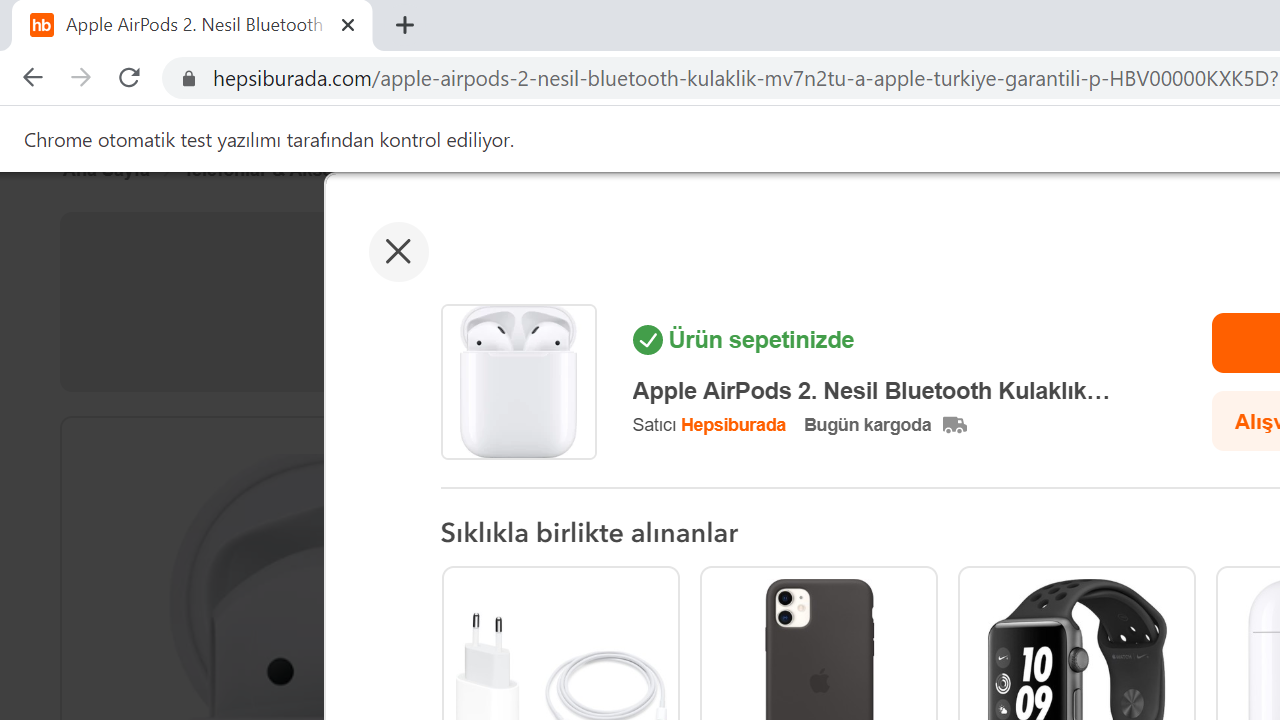 hb Apple AirPods 2. Nesil Bluetooth
hepsiburada.com/apple-airpods-2-nesil-bluetooth-kulaklik-mv7n2tu-a-apple-turkiye-garantili-p-HBV00000KXK5D?
Chrome otomatik test yazılımı tarafından kontrol ediliyor.
Ana Sayfa
Ürün sepetinizde
Apple AirPods 2. Nesil Bluetooth Kulaklık…
Satıcı Hepsiburada Bugün kargoda
Alışv
Sıklıkla birlikte alınanlar
10
09